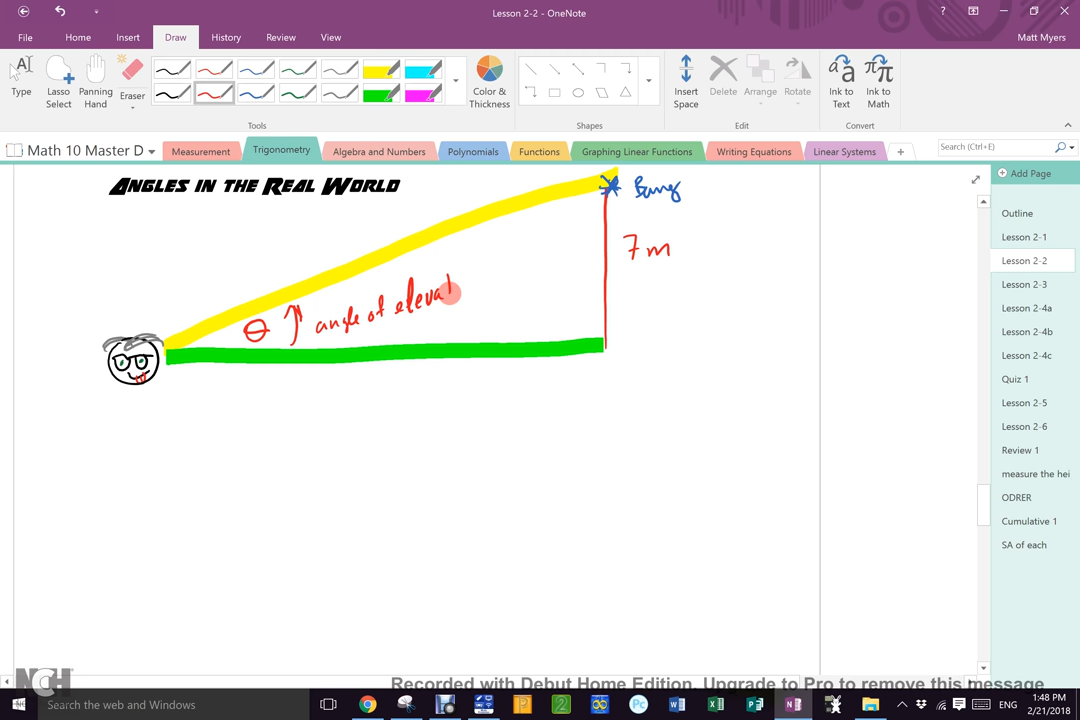 Lesson 2-2 - OneNote
?
File
Home
Insert
Draw
History
Review
View
Matt Myers
Type
Lasso Select
Panning Hand
Eraser
Color & Thickness
Insert Space
Delete
Arrange
Rotate
Ink to Text
Ink to Math
Tools
Shapes
Edit
Convert
Math 10 Master D
Measurement
Trigonometry
Algebra and Numbers
Polynomials
Functions
Graphing Linear Functions
Writing Equations
Linear Systems
Search (Ctrl+E)
Add Page
Outline
Lesson 2-1
Lesson 2-2
Lesson 2-3
Lesson 2-4a
Lesson 2-4b
Lesson 2-4c
Quiz 1
Lesson 2-5
Lesson 2-6
Review 1
measure the hei
ODRER
Cumulative 1
SA of each
Angles in the Real World
Bang
7 m
θ angle of elevat
NCH
Recorded with Debut Home Edition. Upgrade to Pro to remove this message
Search the web and Windows
ENG
1:48 PM
2/21/2018